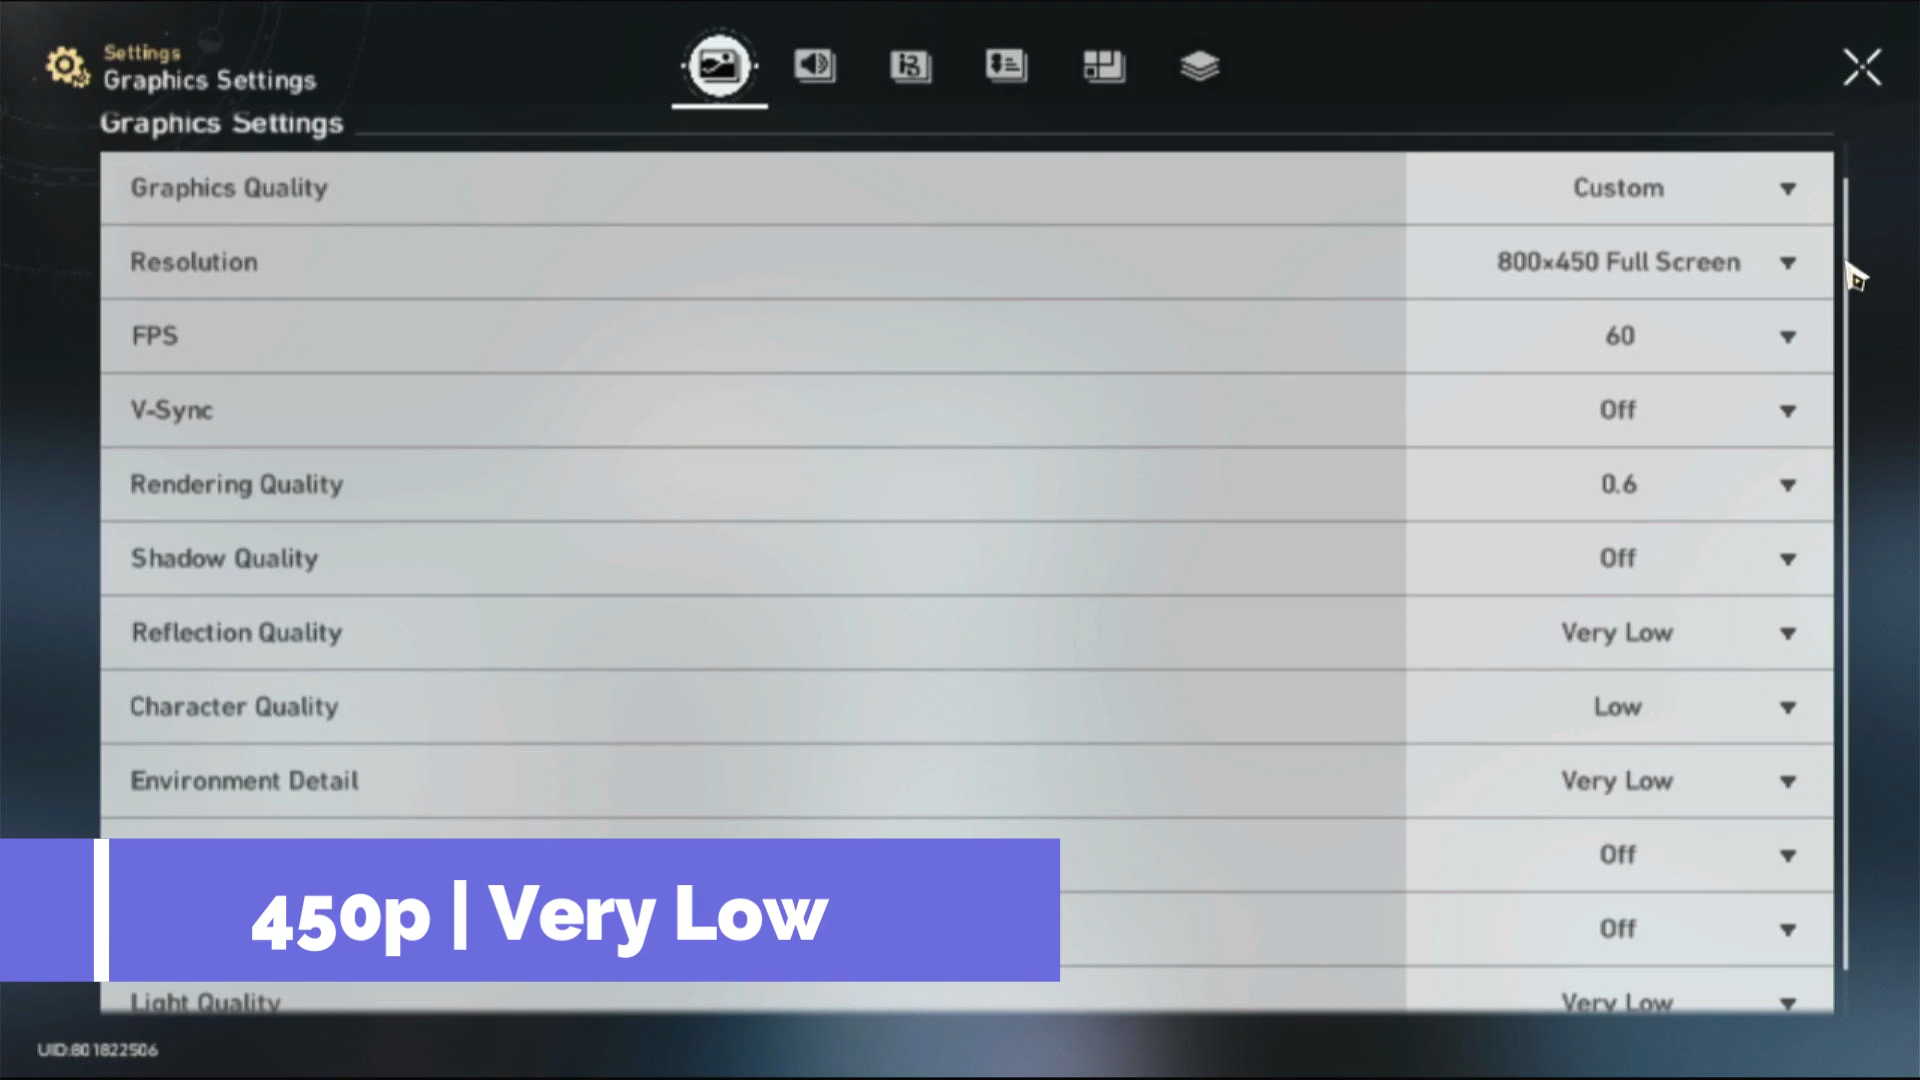 Settings
Graphics Settings
Graphics Settings
Graphics Quality Custom
Resolution 800×450 Full Screen
FPS 60
V-Sync Off
Rendering Quality 0.6
Shadow Quality Off
Reflection Quality Very Low
Character Quality Low
Environment Detail Very Low
Off
450p | Very Low
Off
Light Quality Very Low
UID:801822506